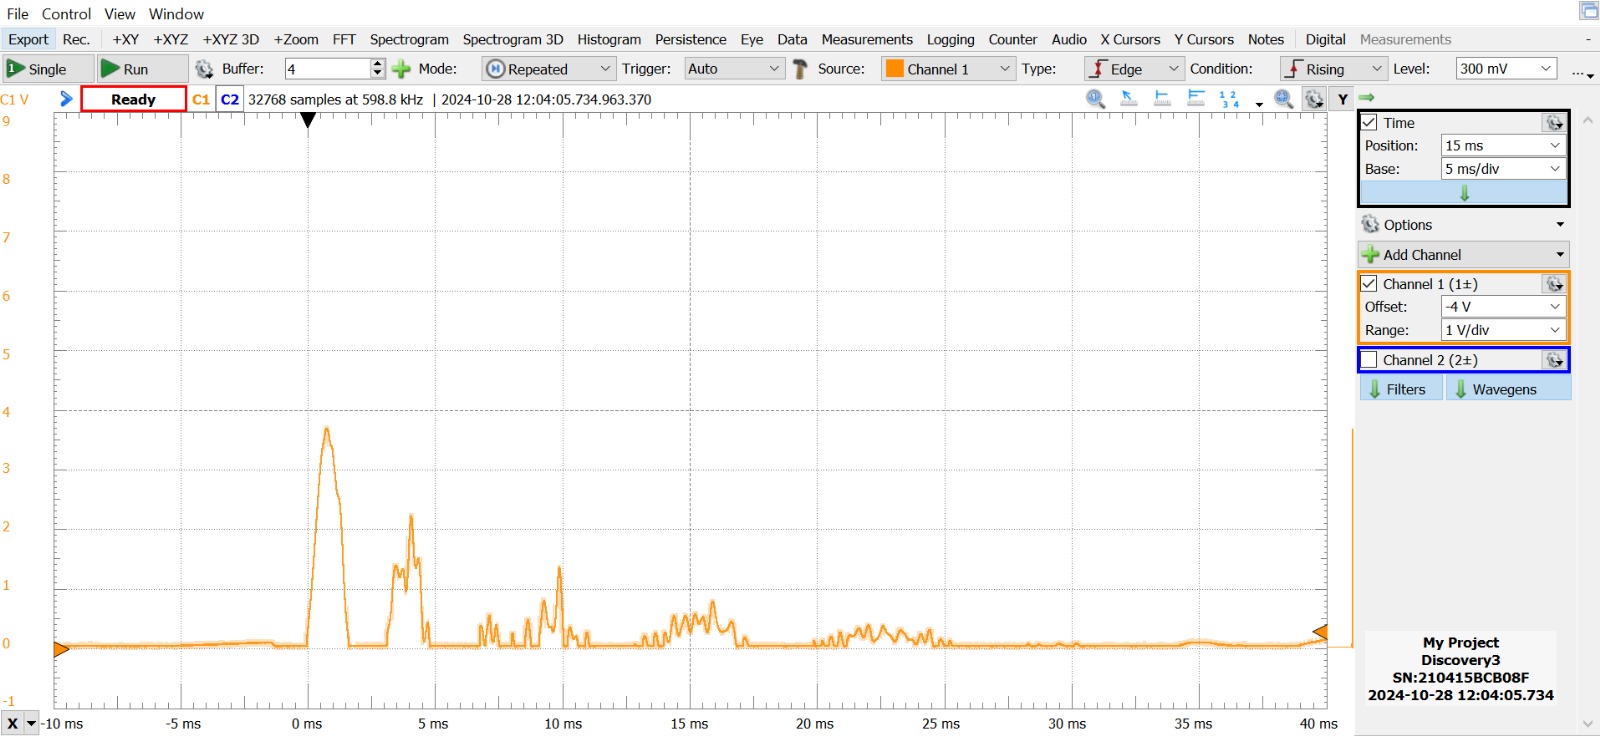 File Control View Window
Export Rec. +XY +XYZ +XYZ 3D +Zoom FFT Spectrogram Spectrogram 3D Histogram Persistence Eye Data Measurements Logging Counter Audio X Cursors Y Cursors Notes Digital Measurements
1 Single Run Buffer: 4 Mode: Repeated Trigger: Auto Source: Channel 1 Type: Edge Condition: Rising Level: 300 mV ...
C1 V Ready C1 C2 32768 samples at 598.8 kHz | 2024-10-28 12:04:05.734.963.370 1 2 3 4 Y
9
8
7
6
5
4
3
2
1
0
-1
X -10 ms -5 ms 0 ms 5 ms 10 ms 15 ms 20 ms 25 ms 30 ms 35 ms 40 ms
Time
Position: 15 ms
Base: 5 ms/div
Options
Add Channel
Channel 1 (1±)
Offset: -4 V
Range: 1 V/div
Channel 2 (2±)
Filters Wavegens
My Project
Discovery3
SN:210415BCB08F
2024-10-28 12:04:05.734